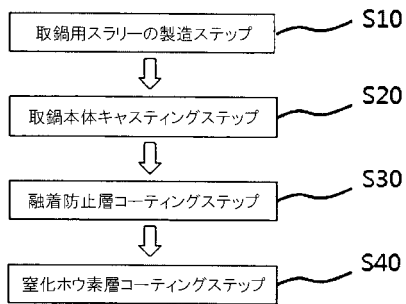 取鍋用スラリーの製造ステップ
S10
取鍋本体キャスティングステップ
S20
融着防止層コーティングステップ
S30
窒化ホウ素層コーティングステップ
S40